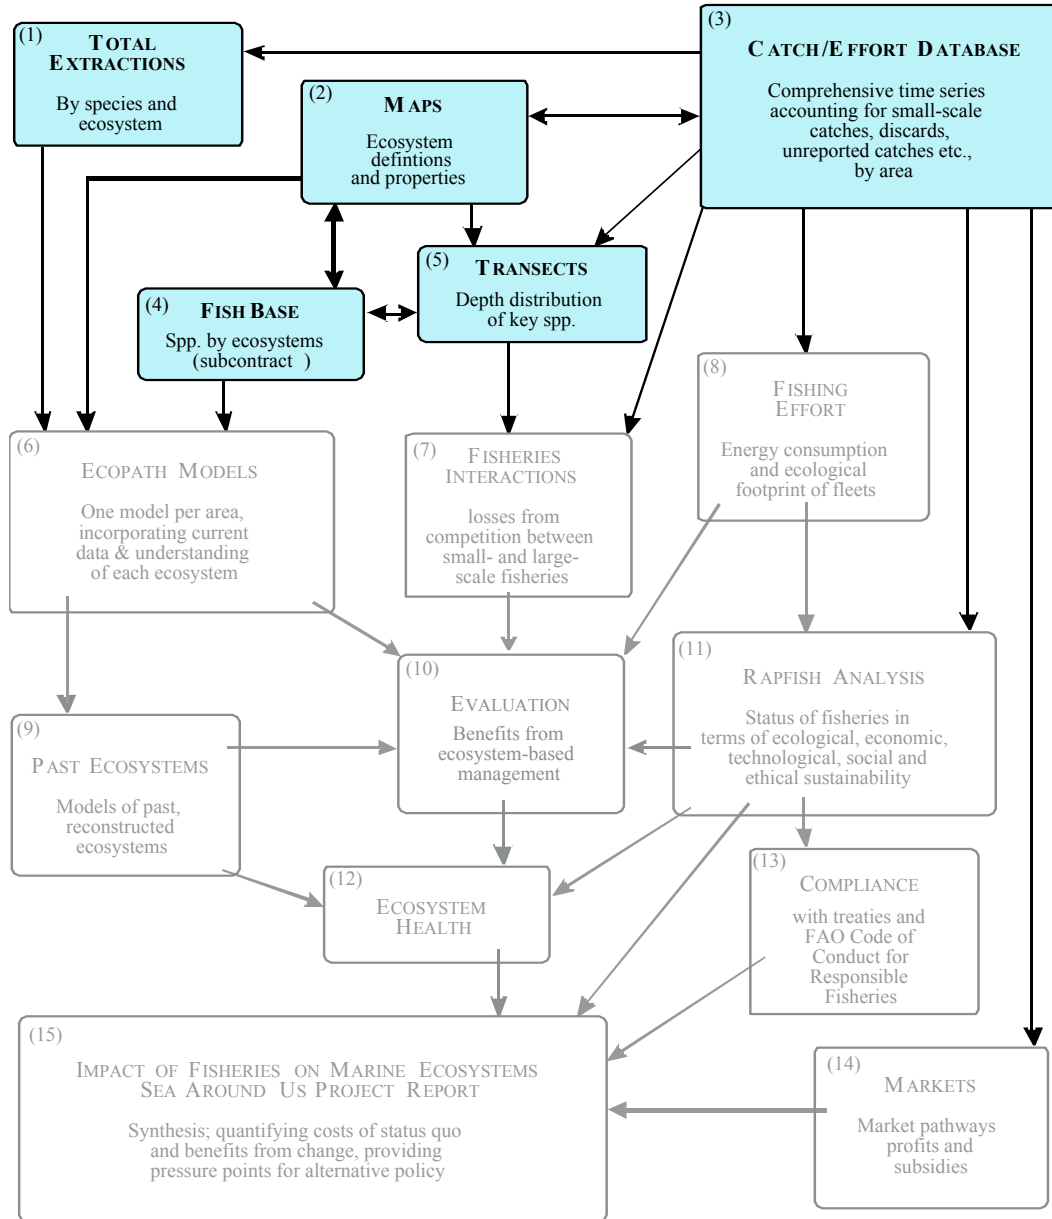 (1)
TOTAL
EXTRACTIONS
By species and
ecosystem
(2)
MAPS
Ecosystem
defintions
and properties
(3)
CATCH/EFFORT DATABASE
Comprehensive time series
accounting for small-scale
catches, discards,
unreported catches etc.,
by area
(4)
FISH BASE
Spp. by ecosystems
(subcontract )
(5)
TRANSECTS
Depth distribution
of key spp.
(6)
ECOPATH MODELS
One model per area,
incorporating current
data & understanding
of each ecosystem
(7)
FISHERIES
INTERACTIONS
losses from
competition between
small- and large-
scale fisheries
(8)
FISHING
EFFORT
Energy consumption
and ecological
footprint of fleets
(9)
PAST ECOSYSTEMS
Models of past,
reconstructed
ecosystems
(10)
EVALUATION
Benefits from
ecosystem-based
management
(11)
RAPFISH ANALYSIS
Status of fisheries in
terms of ecological, economic,
technological, social and
ethical sustainability
(12)
ECOSYSTEM
HEALTH
(13)
COMPLIANCE
with treaties and
FAO Code of
Conduct for
Responsible
Fisheries
(14)
MARKETS
Market pathways
profits and
subsidies
(15)
IMPACT OF FISHERIES ON MARINE ECOSYSTEMS
SEA AROUND US PROJECT REPORT
Synthesis; quantifying costs of status quo
and benefits from change, providing
pressure points for alternative policy